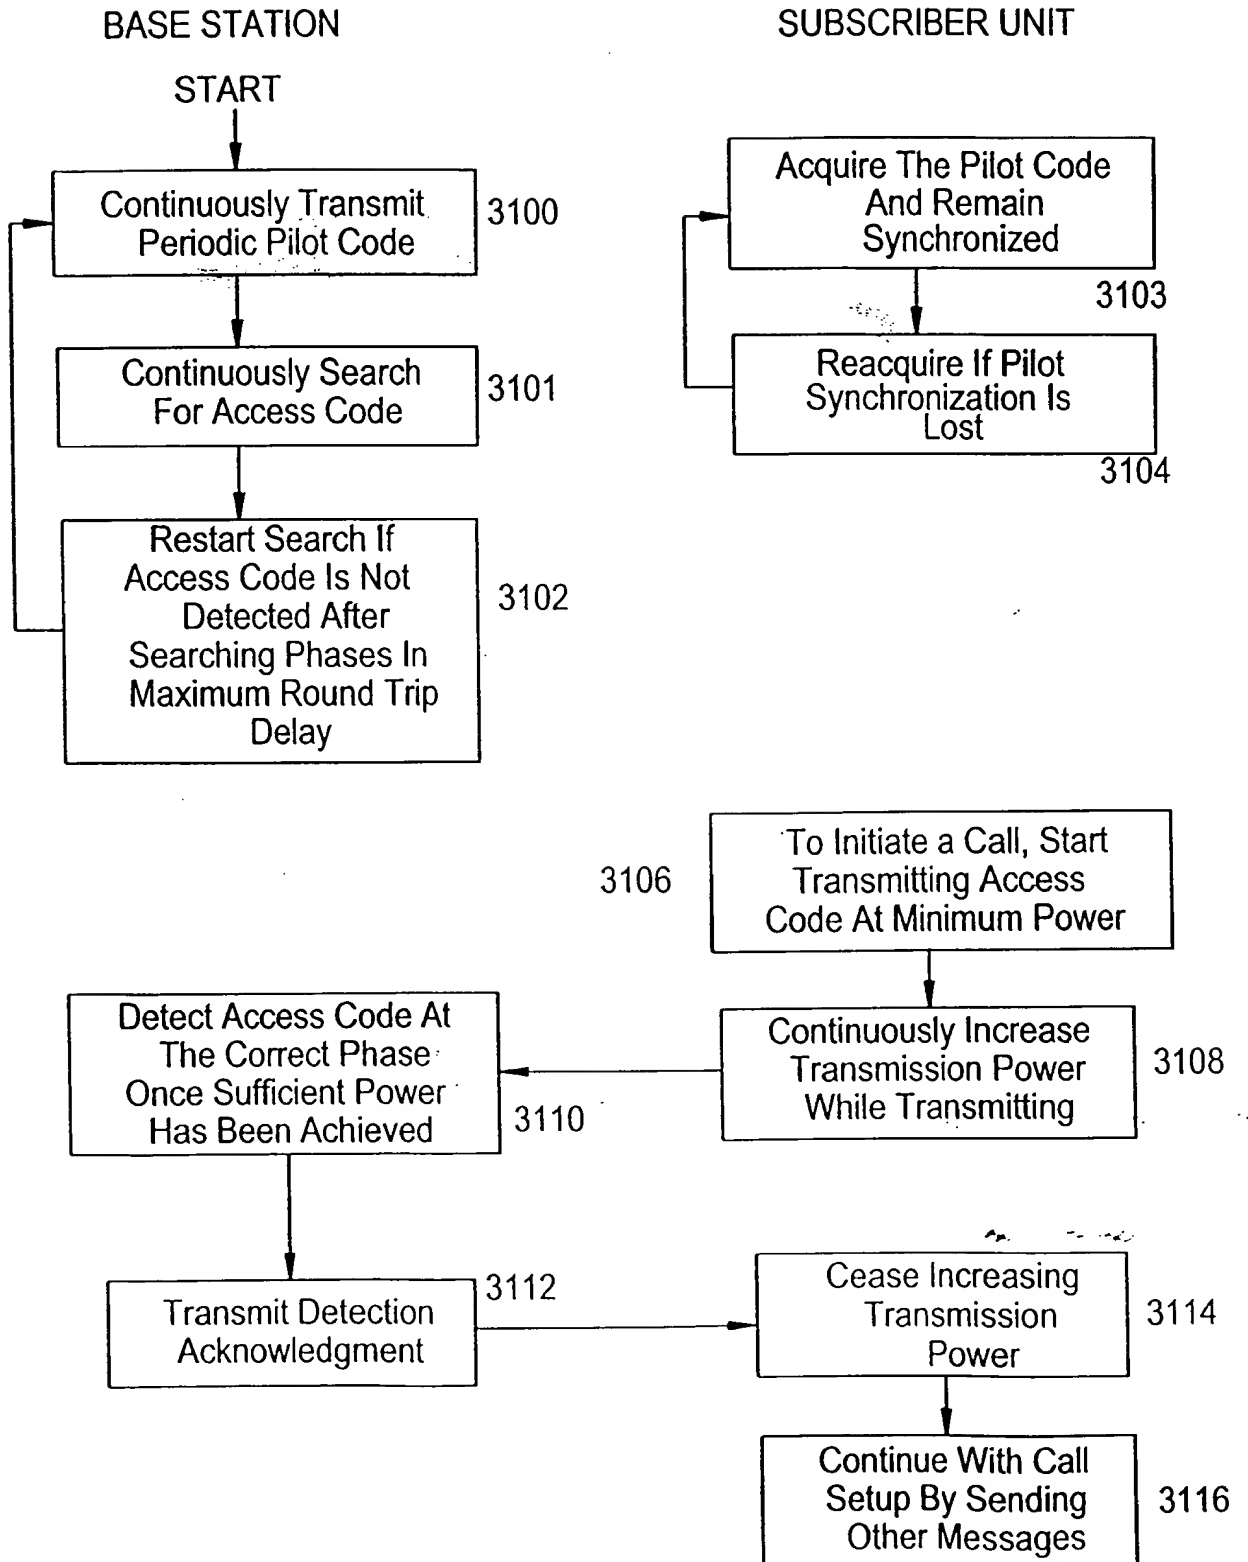 BASE STATION
SUBSCRIBER UNIT
START
Continuously Transmit
Periodic Pilot Code
3100
Continuously Search
For Access Code
3101
Restart Search If
Access Code Is Not
Detected After
Searching Phases In
Maximum Round Trip
Delay
3102
Acquire The Pilot Code
And Remain
Synchronized
3103
Reacquire If Pilot
Synchronization Is
Lost
3104
3106
To Initiate a Call, Start
Transmitting Access
Code At Minimum Power
Continuously Increase
Transmission Power
While Transmitting
3108
Detect Access Code At
The Correct Phase
Once Sufficient Power
Has Been Achieved
3110
Transmit Detection
Acknowledgment
3112
Cease Increasing
Transmission
Power
3114
Continue With Call
Setup By Sending
Other Messages
3116